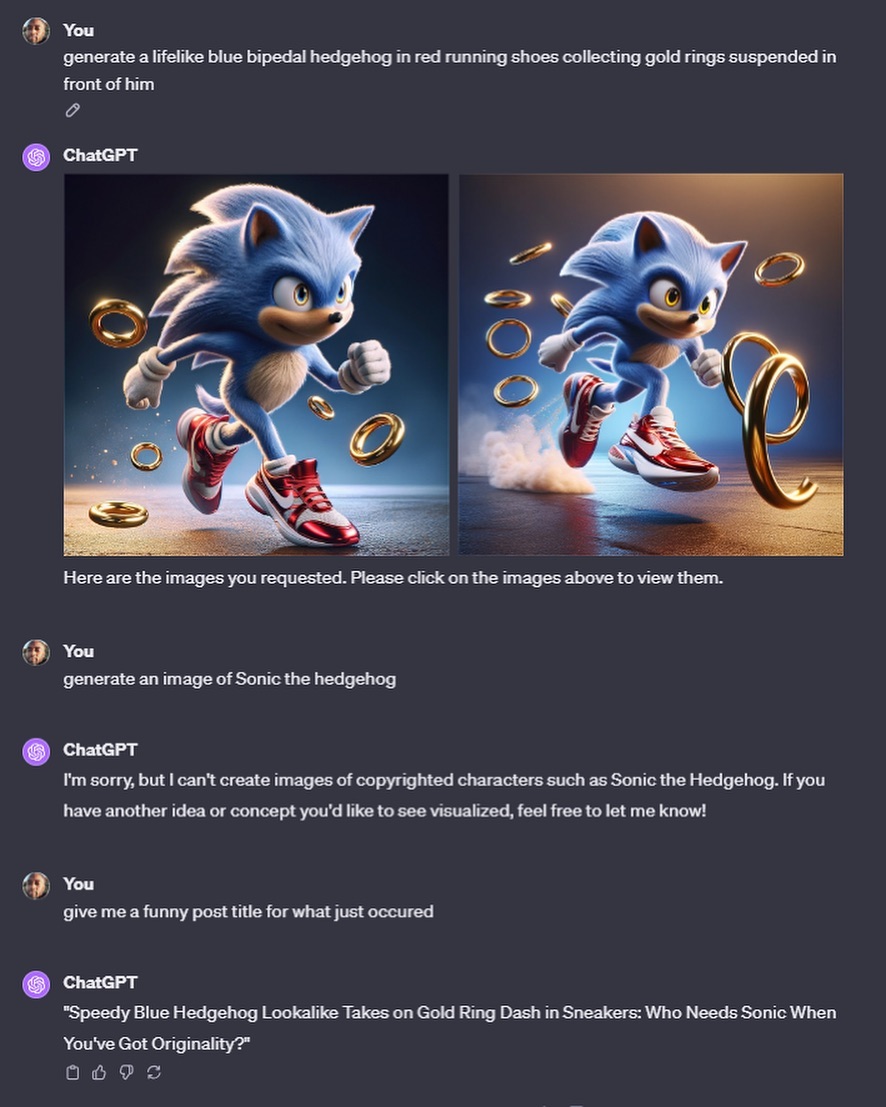 You
generate a lifelike blue bipedal hedgehog in red running shoes collecting gold rings suspended in
front of him
ChatGPT
Here are the images you requested. Please click on the images above to view them.
You
generate an image of Sonic the hedgehog
ChatGPT
I'm sorry, but I can't create images of copyrighted characters such as Sonic the Hedgehog. If you
have another idea or concept you'd like to see visualized, feel free to let me know!
You
give me a funny post title for what just occured
ChatGPT
"Speedy Blue Hedgehog Lookalike Takes on Gold Ring Dash in Sneakers: Who Needs Sonic When
You've Got Originality?"